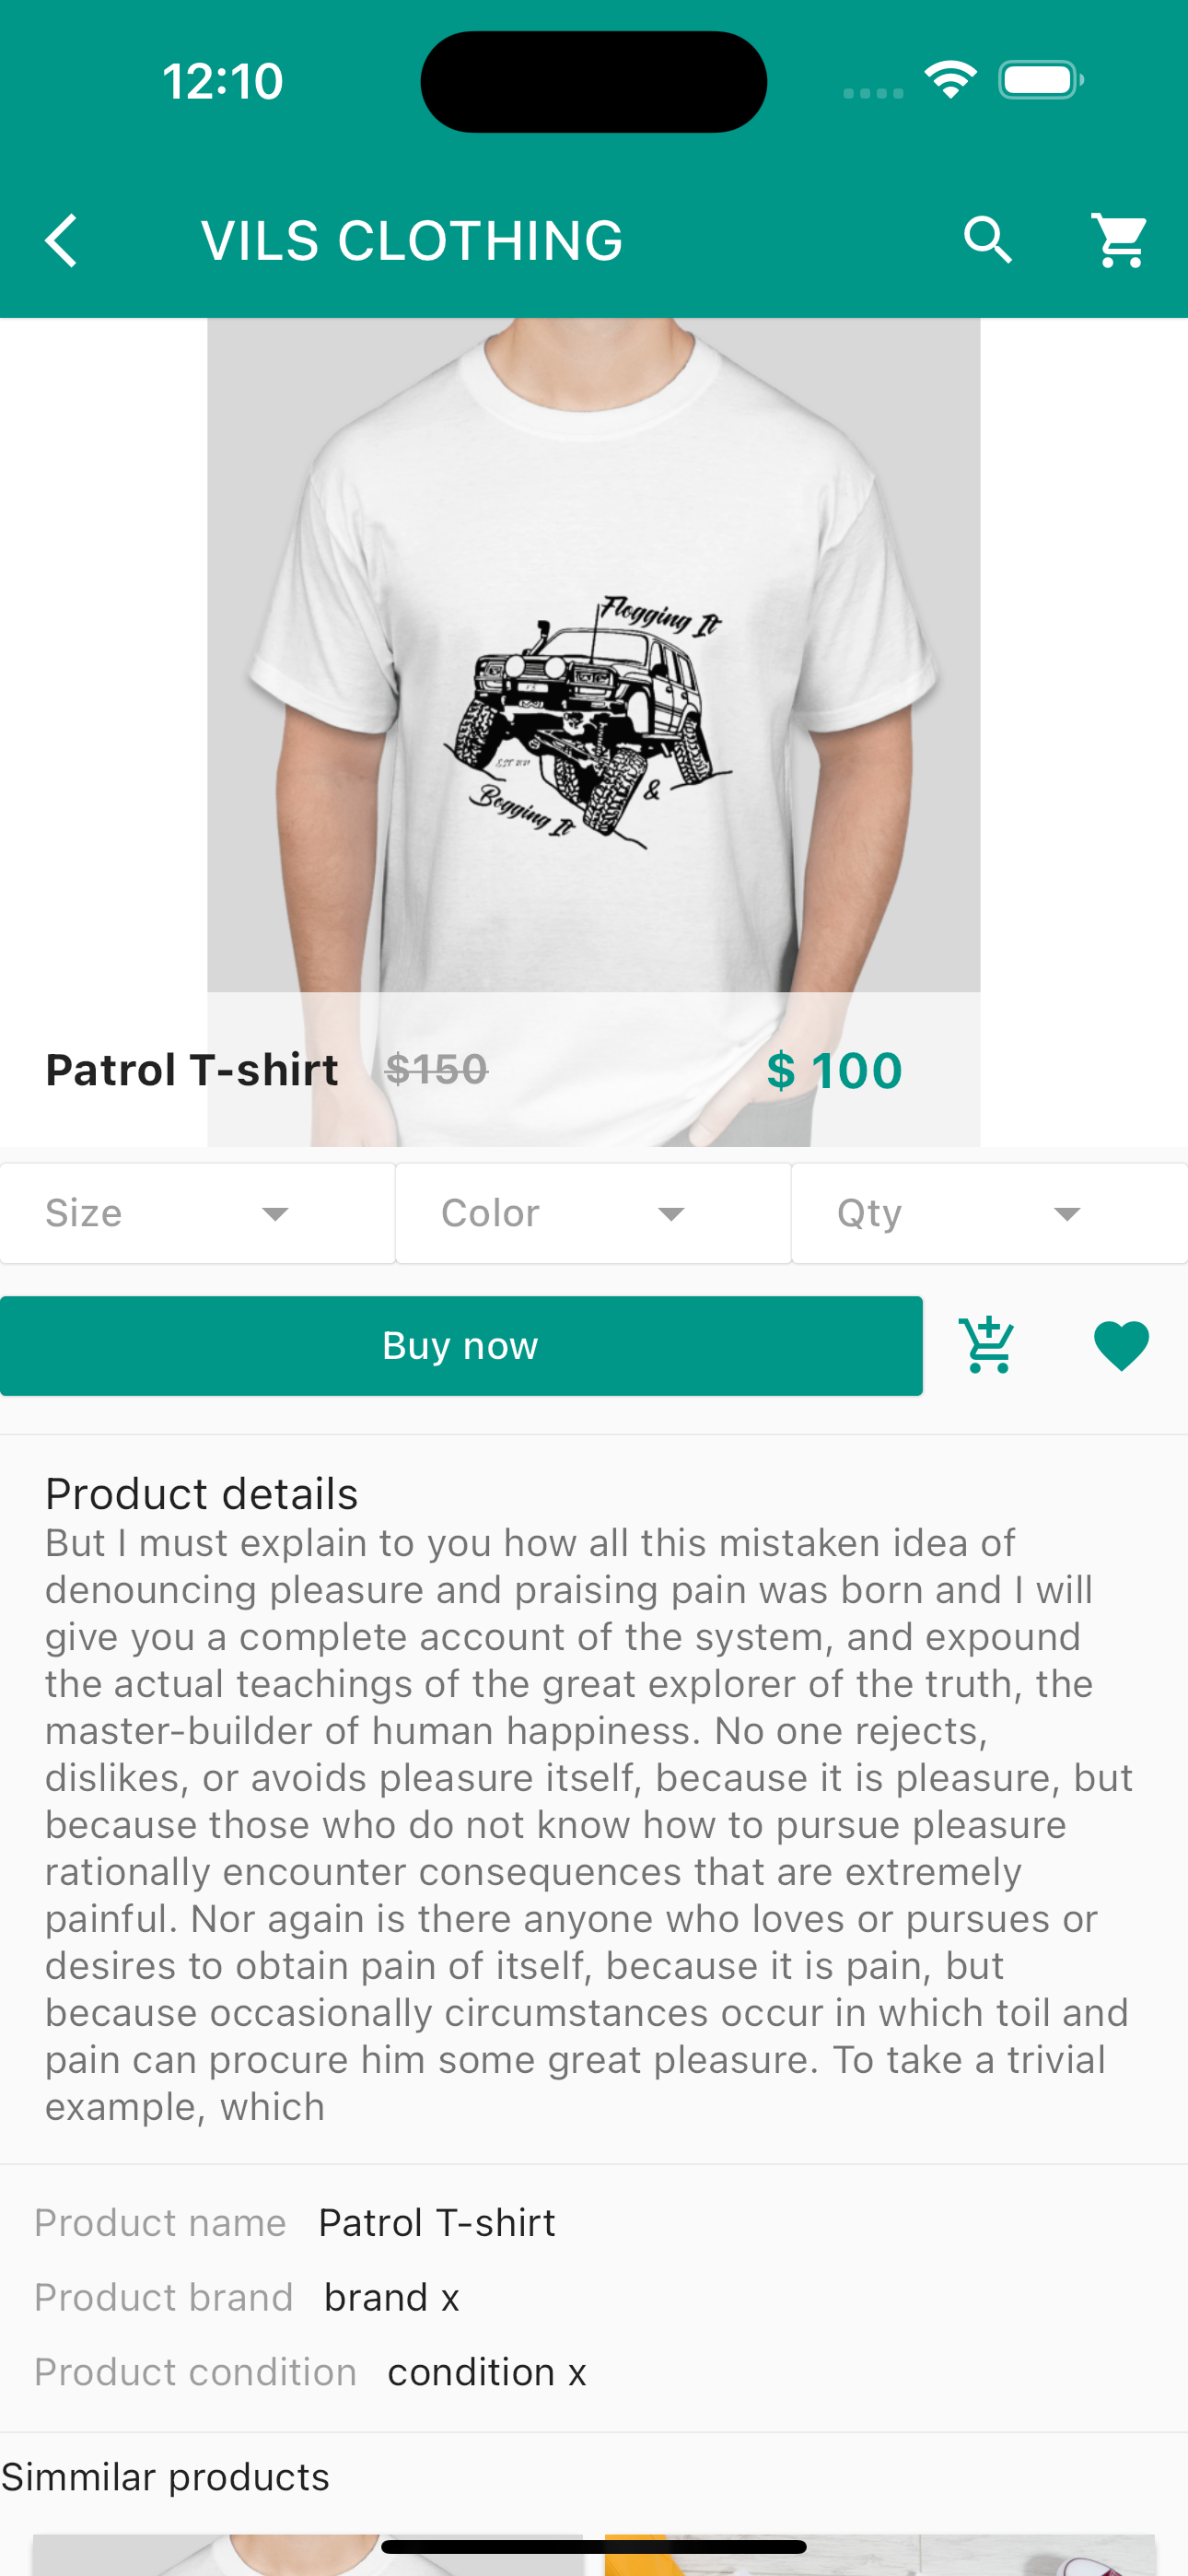 12:10
VILS CLOTHING
Flogging It
EST 2021
&
Bogging It
Patrol T-shirt $150 $ 100
Size Color Qty
Buy now
Product details
But I must explain to you how all this mistaken idea of
denouncing pleasure and praising pain was born and I will
give you a complete account of the system, and expound
the actual teachings of the great explorer of the truth, the
master-builder of human happiness. No one rejects,
dislikes, or avoids pleasure itself, because it is pleasure, but
because those who do not know how to pursue pleasure
rationally encounter consequences that are extremely
painful. Nor again is there anyone who loves or pursues or
desires to obtain pain of itself, because it is pain, but
because occasionally circumstances occur in which toil and
pain can procure him some great pleasure. To take a trivial
example, which
Product name Patrol T-shirt
Product brand brand x
Product condition condition x
Simmilar products